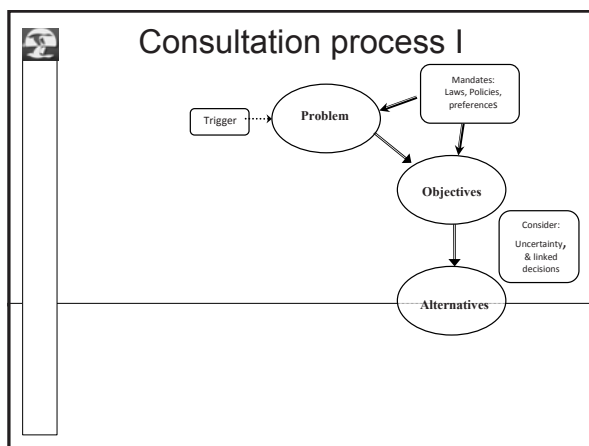 Consultation process I
Mandates:
Laws, Policies,
preferences
Trigger
Problem
Objectives
Consider:
Uncertainty,
& linked
decisions
Alternatives